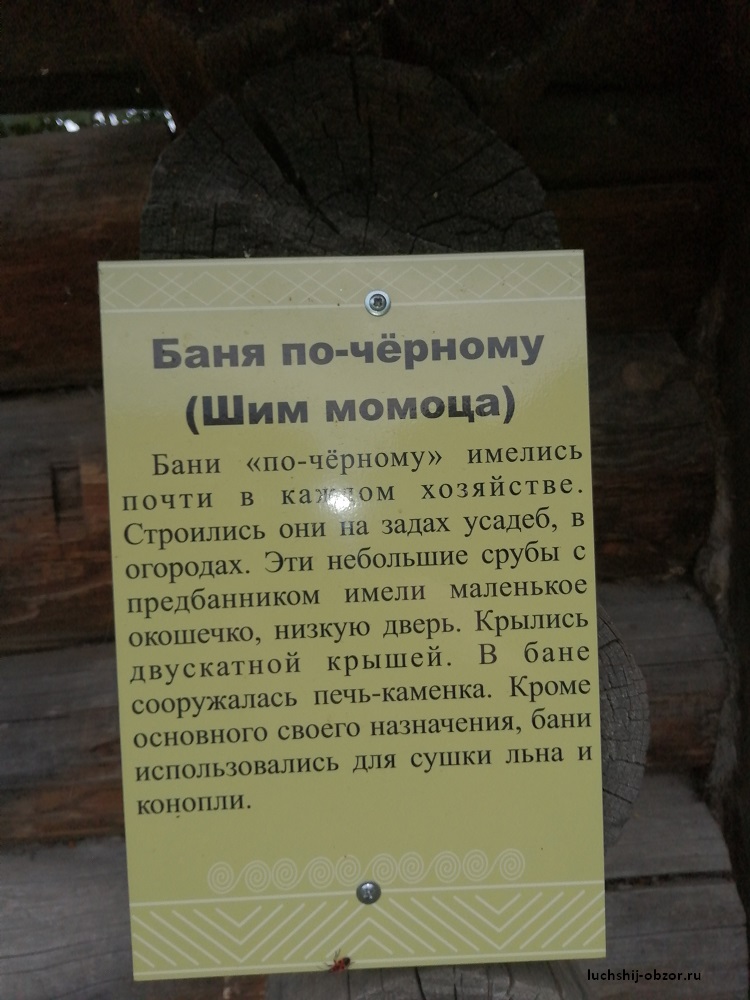 Баня по-чёрному
(Шим момоца)
Бани «по-чёрному» имелись
почти в каждом хозяйстве.
Строились они на задах усадеб, в
огородах. Эти небольшие срубы с
предбанником имели маленькое
окошечко, низкую дверь. Крылись
двускатной крышей. В бане
сооружалась печь-каменка. Кроме
основного своего назначения, бани
использовались для сушки льна и
конопли.
luchshij-obzor.ru